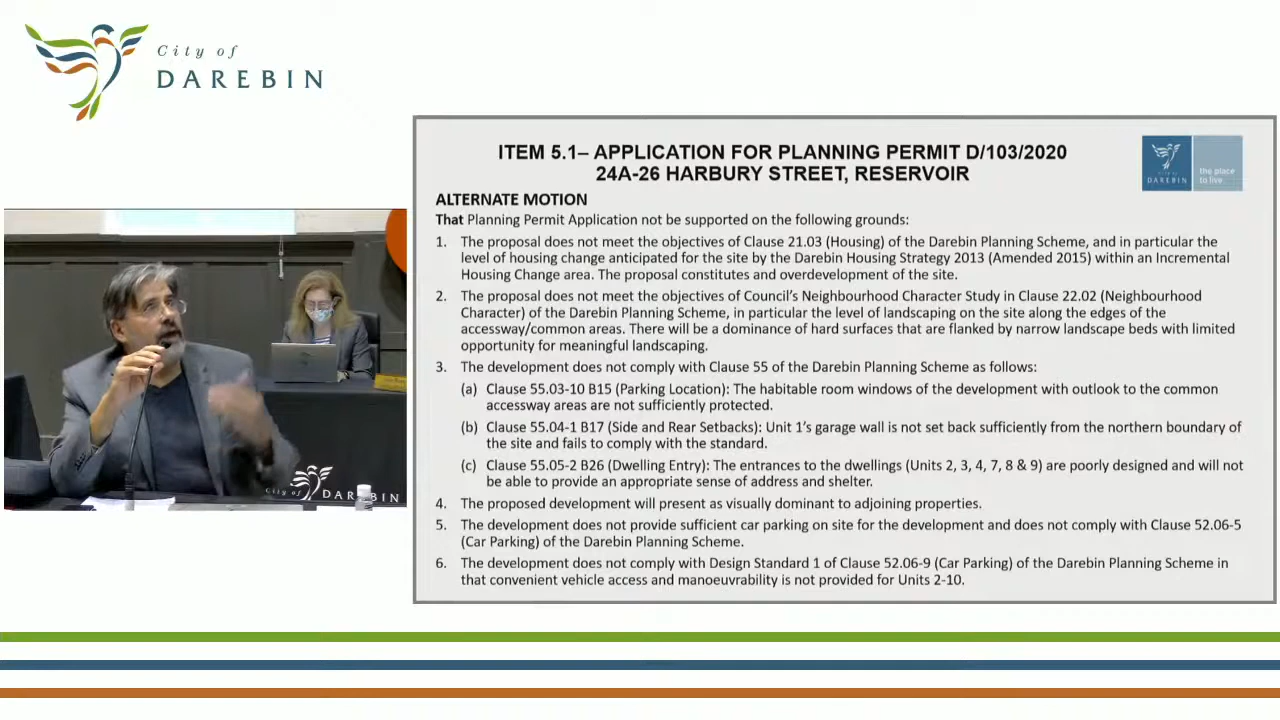 City of
DAREBIN
ITEM 5.1– APPLICATION FOR PLANNING PERMIT D/103/2020
24A-26 HARBURY STREET, RESERVOIR
CITY OF
DAREBIN
the place
to live
ALTERNATE MOTION
That Planning Permit Application not be supported on the following grounds:
1. The proposal does not meet the objectives of Clause 21.03 (Housing) of the Darebin Planning Scheme, and in particular the
level of housing change anticipated for the site by the Darebin Housing Strategy 2013 (Amended 2015) within an Incremental
Housing Change area. The proposal constitutes and overdevelopment of the site.
2. The proposal does not meet the objectives of Council's Neighbourhood Character Study in Clause 22.02 (Neighbourhood
Character) of the Darebin Planning Scheme, in particular the level of landscaping on the site along the edges of the
accessway/common areas. There will be a dominance of hard surfaces that are flanked by narrow landscape beds with limited
opportunity for meaningful landscaping.
3. The development does not comply with Clause 55 of the Darebin Planning Scheme as follows:
(a) Clause 55.03-10 B15 (Parking Location): The habitable room windows of the development with outlook to the common
accessway areas are not sufficiently protected.
(b) Clause 55.04-1 B17 (Side and Rear Setbacks): Unit 1's garage wall is not set back sufficiently from the northern boundary of
the site and fails to comply with the standard.
(c) Clause 55.05-2 B26 (Dwelling Entry): The entrances to the dwellings (Units 2, 3, 4, 7, 8 & 9) are poorly designed and will not
be able to provide an appropriate sense of address and shelter.
4. The proposed development will present as visually dominant to adjoining properties.
5. The development does not provide sufficient car parking on site for the development and does not comply with Clause 52.06-5
(Car Parking) of the Darebin Planning Scheme.
6. The development does not comply with Design Standard 1 of Clause 52.06-9 (Car Parking) of the Darebin Planning Scheme in
that convenient vehicle access and manoeuvrability is not provided for Units 2-10.
City of DAREBIN